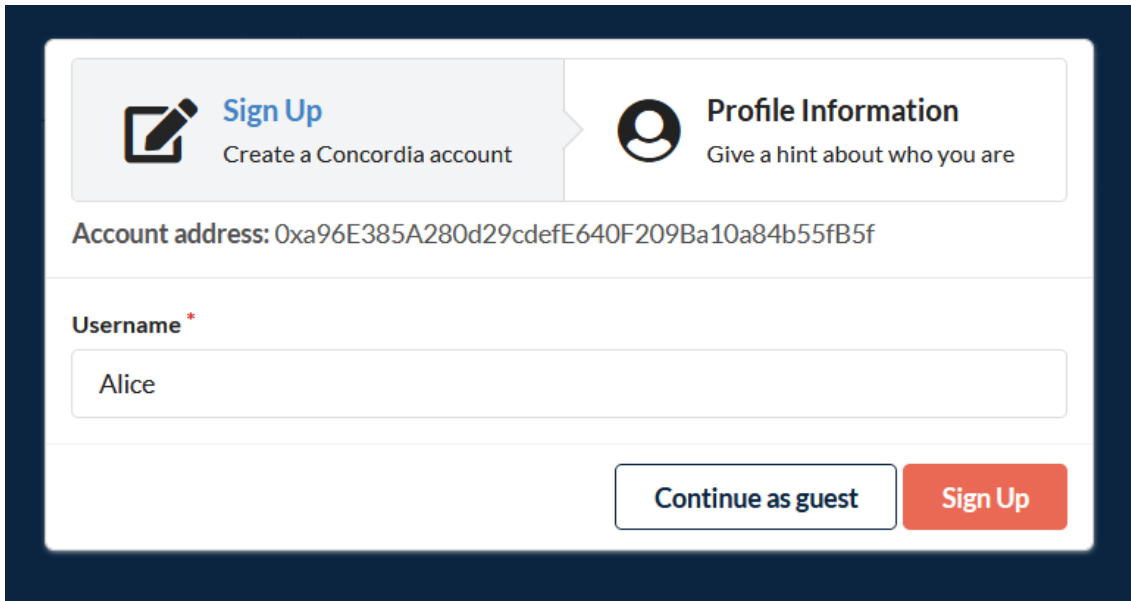 Sign Up
Create a Concordia account
Profile Information
Give a hint about who you are
Account address: 0xa96E385A280d29cdefE640F209Ba10a84b55fB5f
Username *
Alice
Continue as guest
Sign Up